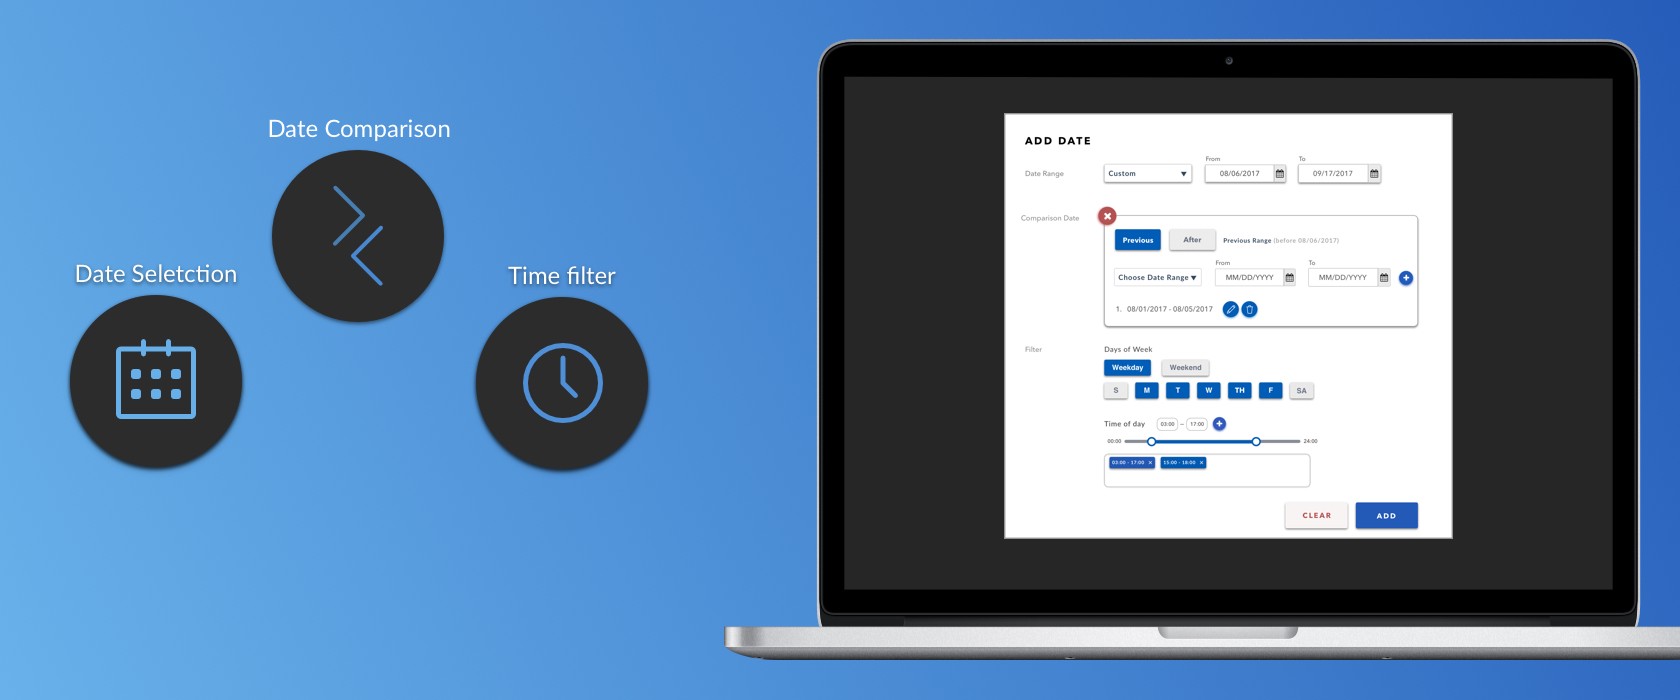 Date Comparison
Date Seletction
Time filter
ADD DATE
From To
Date Range Custom 08/06/2017 09/17/2017
Comparison Date
Previous After Previous Range (before 08/06/2017)
From To
Choose Date Range MM/DD/YYYY MM/DD/YYYY
1. 08/01/2017 - 08/05/2017
Filter Days of Week
Weekday Weekend
S M T W TH F SA
Time of day 03:00 – 17:00
00:00 24:00
03:00 - 17:00 × 15:00 - 18:00 ×
CLEAR ADD